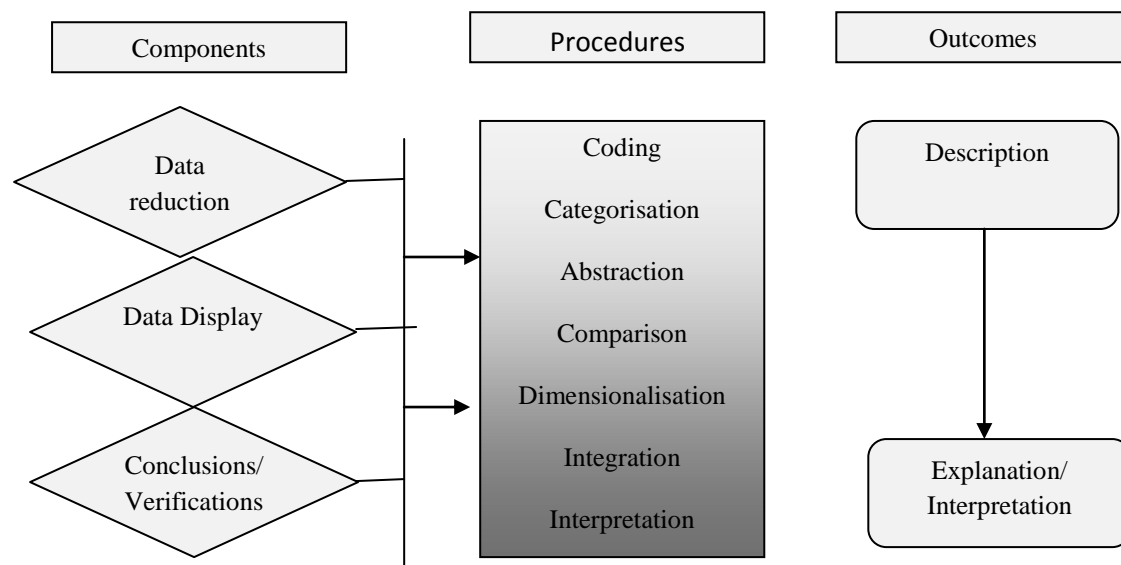 Components
Procedures
Outcomes
Data
reduction
Data Display
Conclusions/
Verifications
Coding
Categorisation
Abstraction
Comparison
Dimensionalisation
Integration
Interpretation
Description
Explanation/
Interpretation